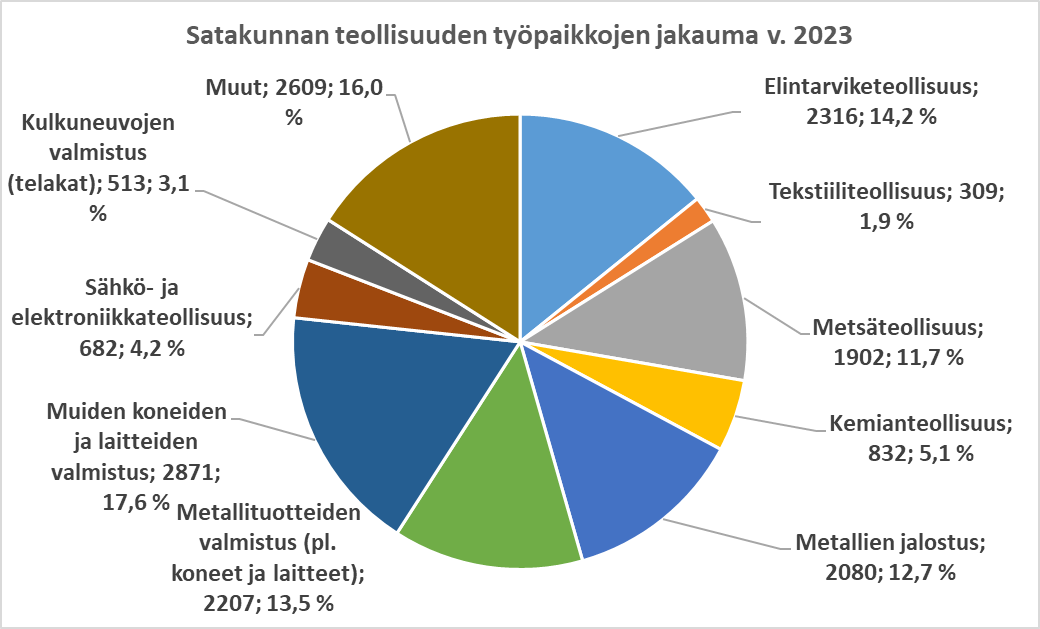 Satakunnan teollisuuden työpaikkojen jakauma v. 2023
Elintarviketeollisuus;
2316; 14,2 %
Tekstiiliteollisuus; 309;
1,9 %
Metsäteollisuus;
1902; 11,7 %
Kemianteollisuus;
832; 5,1 %
Metallien jalostus;
2080; 12,7 %
Metallituotteiden
valmistus (pl.
koneet ja laitteet);
2207; 13,5 %
Muiden koneiden
ja laitteiden
valmistus; 2871;
17,6 %
Sähkö- ja
elektroniikkateollisuus;
682; 4,2 %
Kulkuneuvojen
valmistus
(telakat); 513; 3,1
%
Muut; 2609; 16,0
%